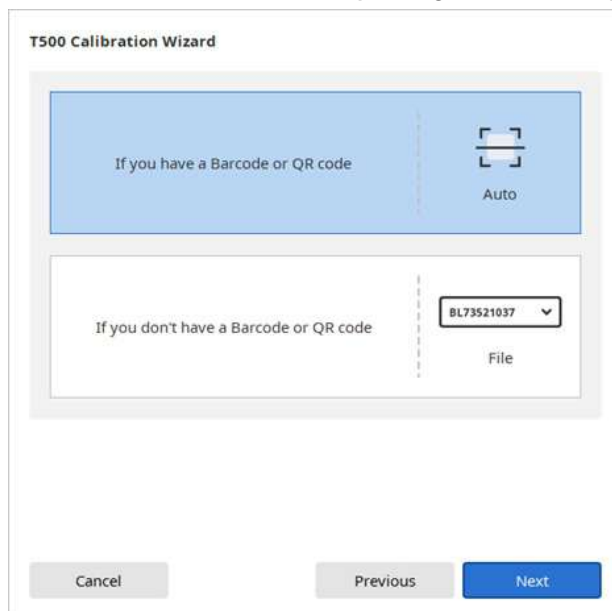 T500 Calibration Wizard
If you have a Barcode or QR code
Auto
If you don't have a Barcode or QR code
BL73521037
File
Cancel
Previous
Next